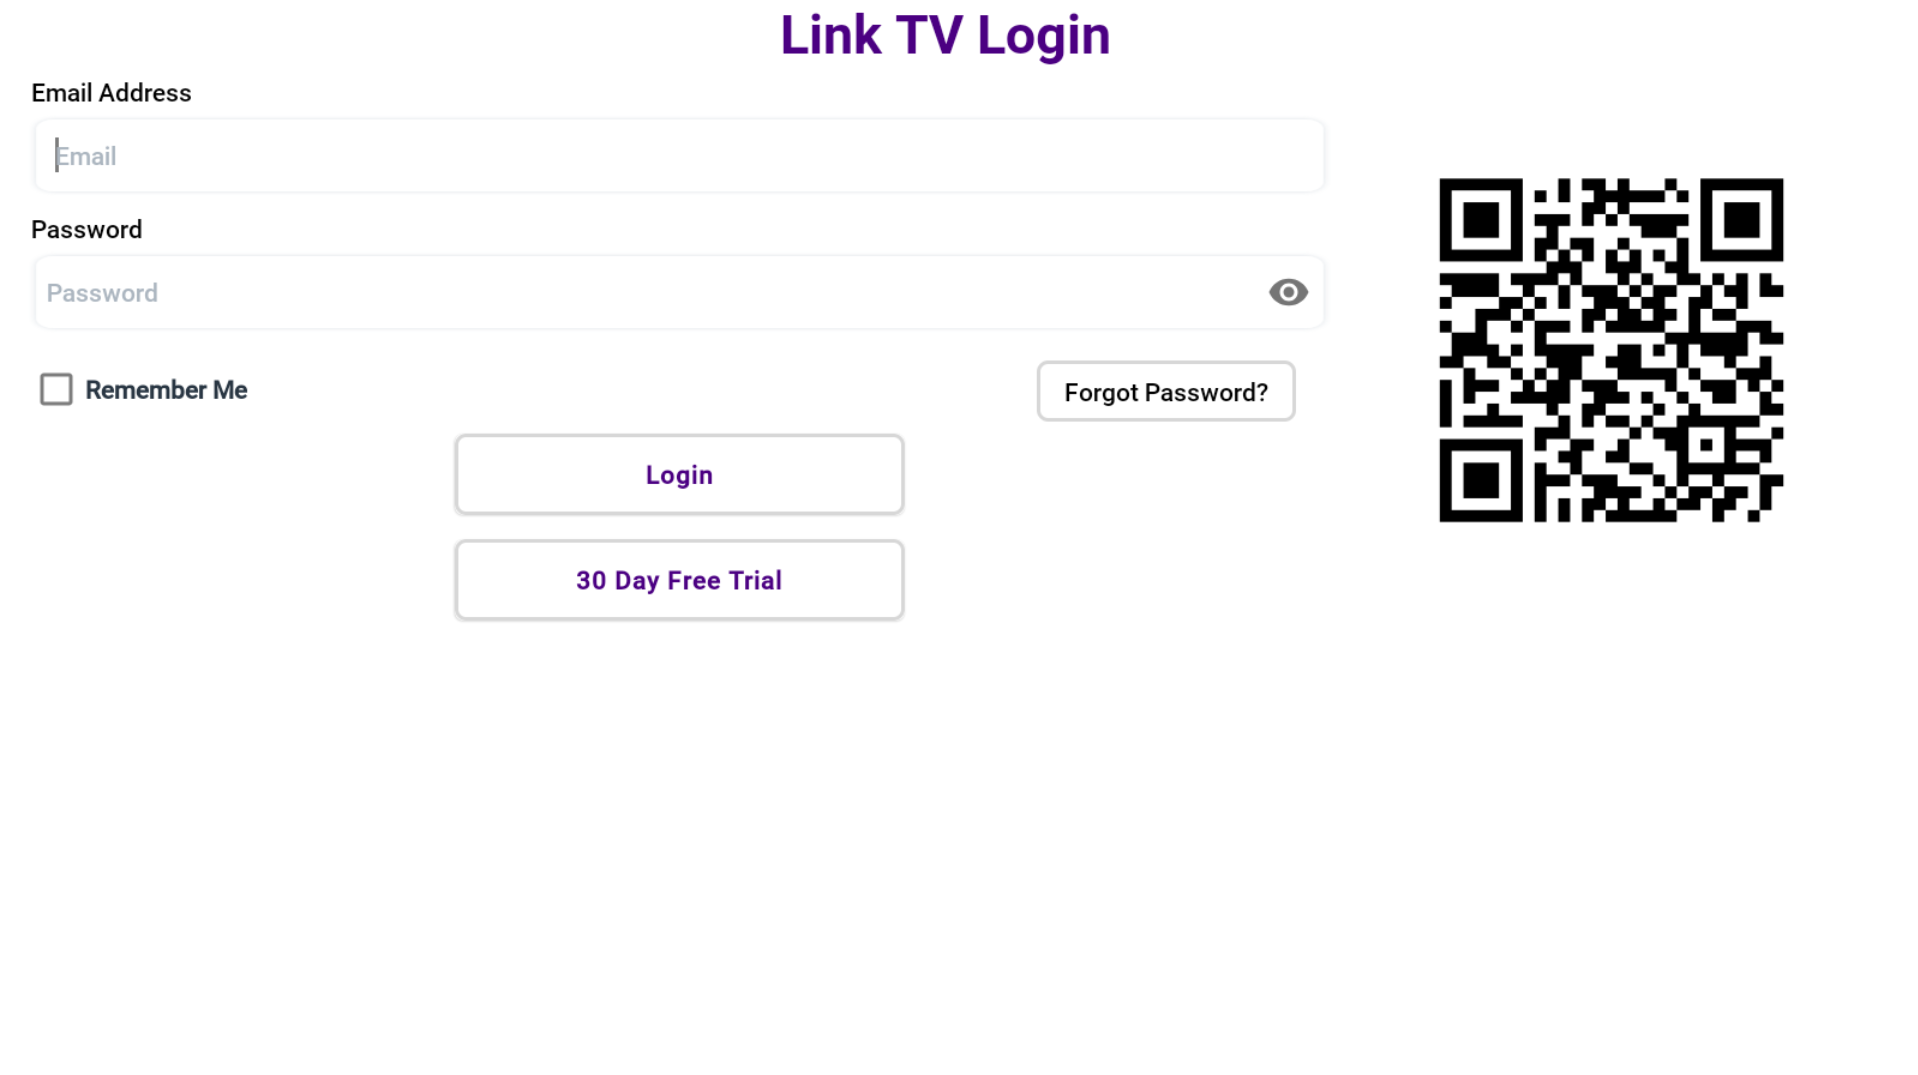 Link TV Login
Email Address
Email
Password
Password
Remember Me
Forgot Password?
Login
30 Day Free Trial